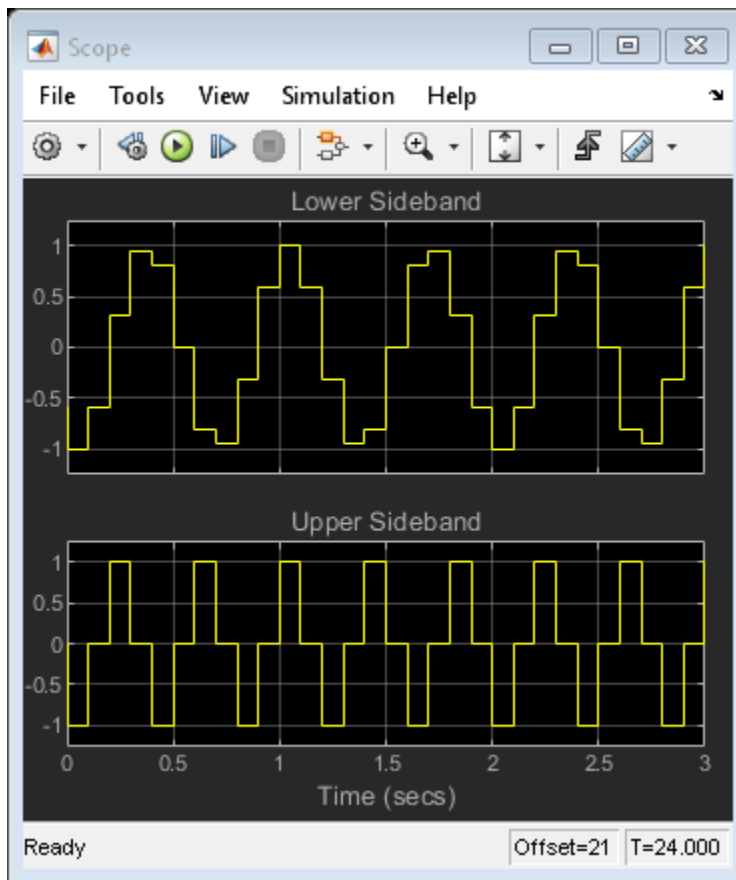 Scope
File Tools View Simulation Help
Lower Sideband
1
0.5
0
-0.5
-1
Upper Sideband
1
0.5
0
-0.5
-1
0 0.5 1 1.5 2 2.5 3
Time (secs)
Ready Offset=21 T=24.000